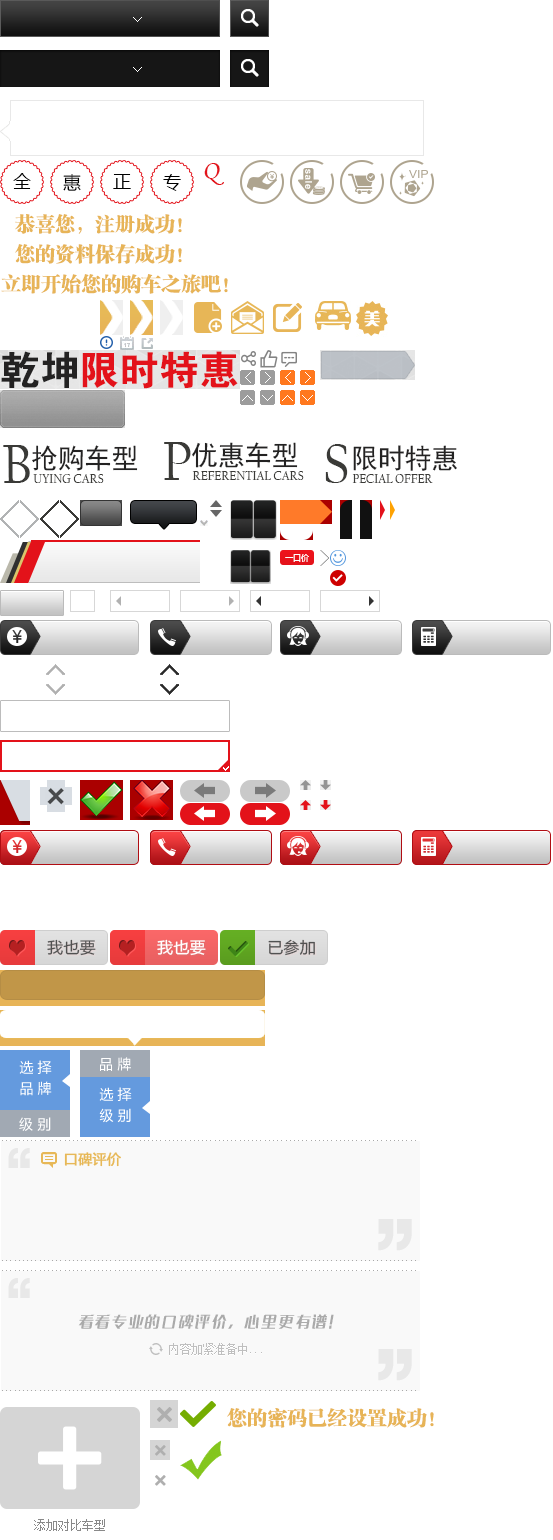 全 惠 正 专 Q
VIP
恭喜您，注册成功！
您的资料保存成功！
立即开始您的购车之旅吧！
美
乾坤限时特惠
B抢购车型
UYING CARS
P优惠车型
REFERENTIAL CARS
S限时特惠
PECIAL OFFER
一口价
¥
¥
我也要
我也要
已参加
选择
品牌
级别
品牌
选择
级别
口碑评价
看看专业的口碑评价，心里更有谱！
内容加紧准备中...
您的密码已经设置成功！
添加对比车型